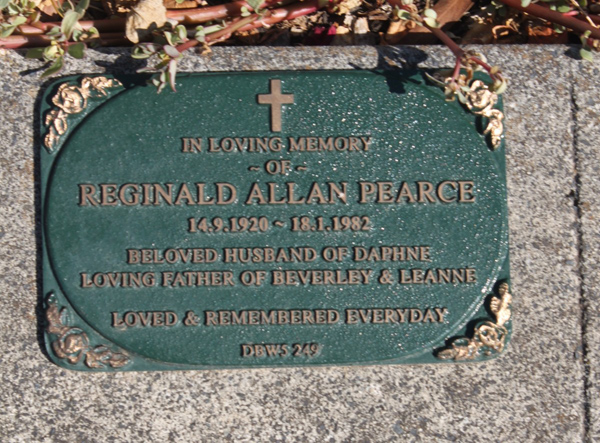 IN LOVING MEMORY
~ OF ~
REGINALD ALLAN PEARCE
14.9.1920 ~ 18.1.1982
BELOVED HUSBAND OF DAPHNE
LOVING FATHER OF BEVERLEY & LEANNE
LOVED & REMEMBERED EVERYDAY
DBWS 249